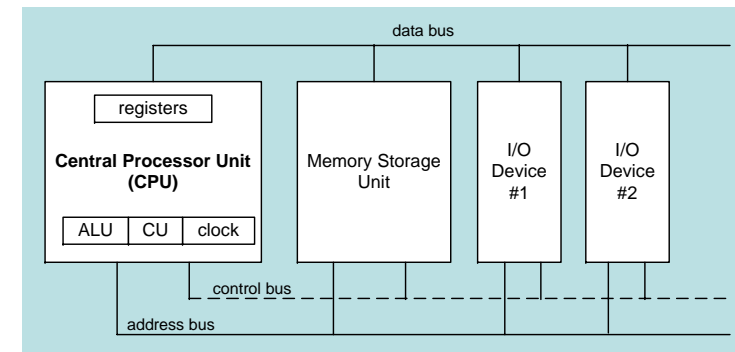 data bus
registers
Central Processor Unit
(CPU)
ALU CU clock
Memory Storage
Unit
I/O
Device
#1
I/O
Device
#2
control bus
address bus